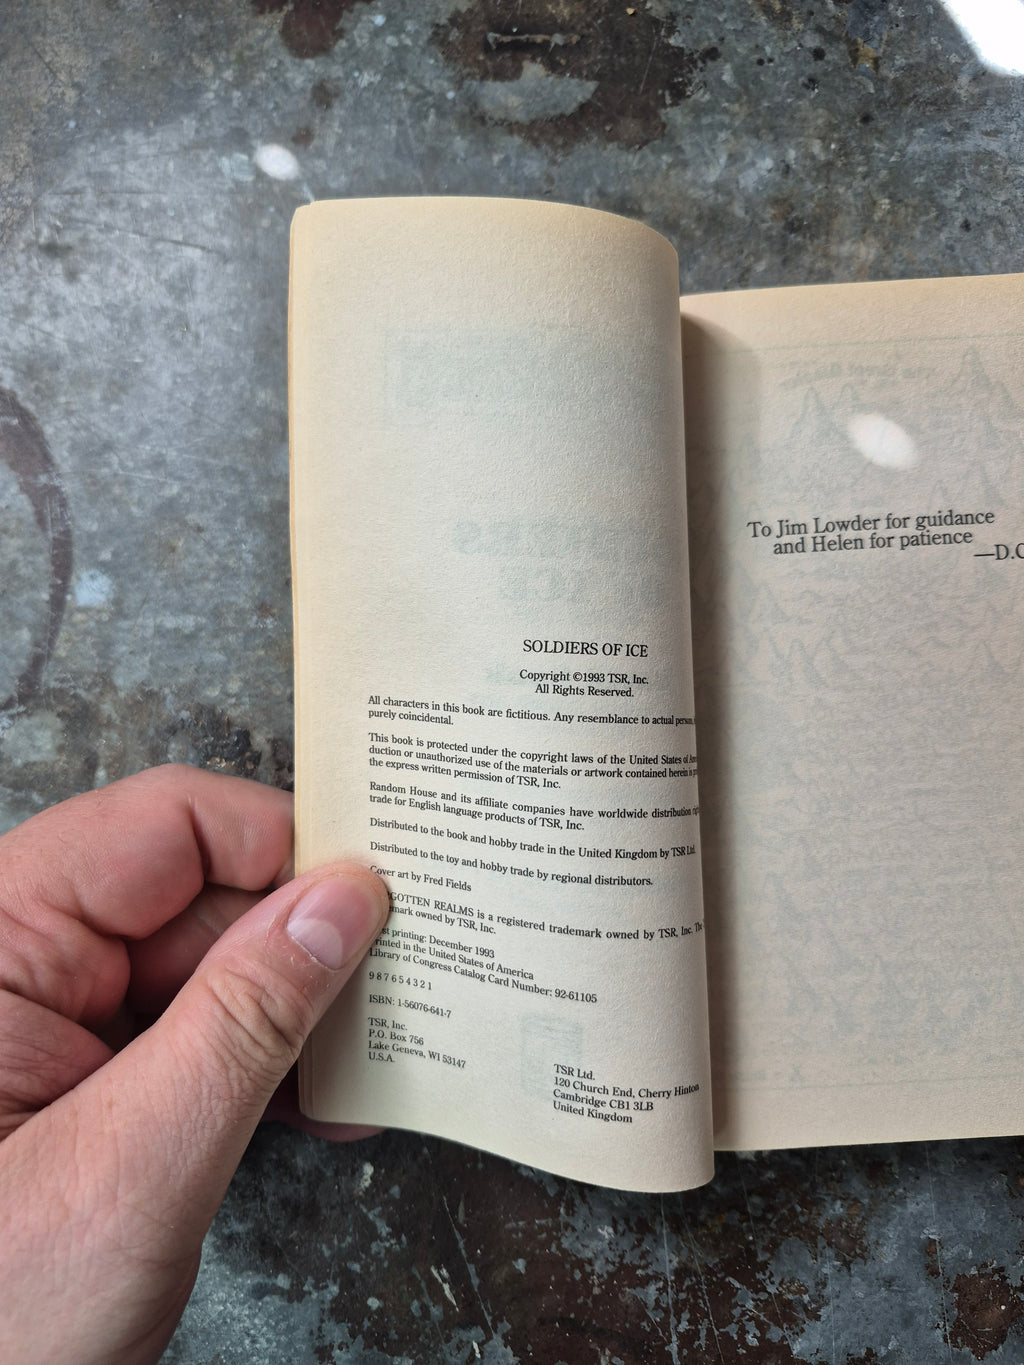 SOLDIERS OF ICE
Copyright ©1993 TSR, Inc.
All Rights Reserved.
All characters in this book are fictitious. Any resemblance to actual
purely coincidental.
This book is protected under the copyright laws of the United States of
duction or unauthorized use of the materials or artwork contained herein is
the express written permission of TSR, Inc.
Random House and its affiliate companies have worldwide distribution
trade for English language products of TSR, Inc.
Distributed to the book and hobby trade in the United Kingdom by TSR Ltd.
Distributed to the toy and hobby trade by regional distributors.
Cover art by Fred Fields
GOTTEN REALMS is a registered trademark owned by TSR, Inc. The
mark owned by TSR, Inc.
st printing: December 1993
Printed in the United States of America
Library of Congress Catalog Card Number: 92-61105
9 8 7 6 5 4 3 2 1
ISBN: 1-56076-641-7
TSR, Inc.
P.O. Box 756
Lake Geneva, WI 53147
U.S.A.
TSR Ltd.
120 Church End, Cherry Hinton
Cambridge CB1 3LB
United Kingdom
To Jim Lowder for guidance
and Helen for patience
—D.C